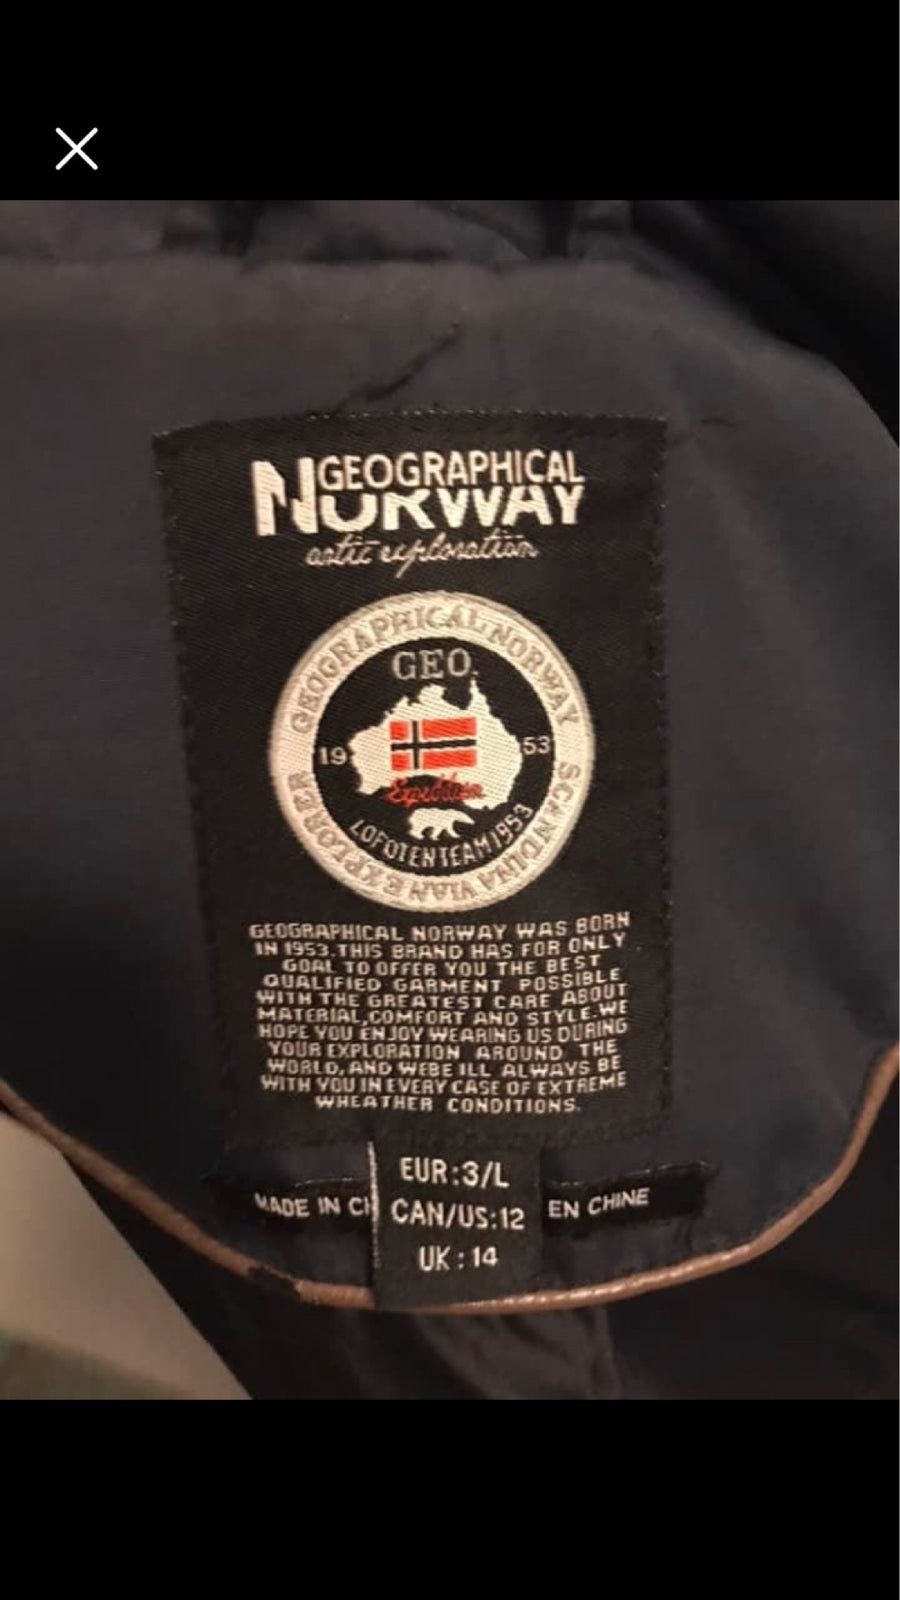 GEOGRAPHICAL
NORWAY
artic exploration
GEOGRAPHICAL NORWAY
SCANDINAVIAN EXPLORER
GEO.
19 53
Expedition
LOFOTEN TEAM 1953
GEOGRAPHICAL NORWAY WAS BORN
IN 1953.THIS BRAND HAS FOR ONLY
GOAL TO OFFER YOU THE BEST
QUALIFIED GARMENT POSSIBLE
WITH THE GREATEST CARE ABOUT
MATERIAL,COMFORT AND STYLE.WE
HOPE YOU ENJOY WEARING US DURING
YOUR EXPLORATION AROUND THE
WORLD,AND WEBE ILL ALWAYS BE
WITH YOU IN EVERY CASE OF EXTREME
WHEATHER CONDITIONS.
EUR:3/L
MADE IN CH
CAN/US:12
EN CHINE
UK:14